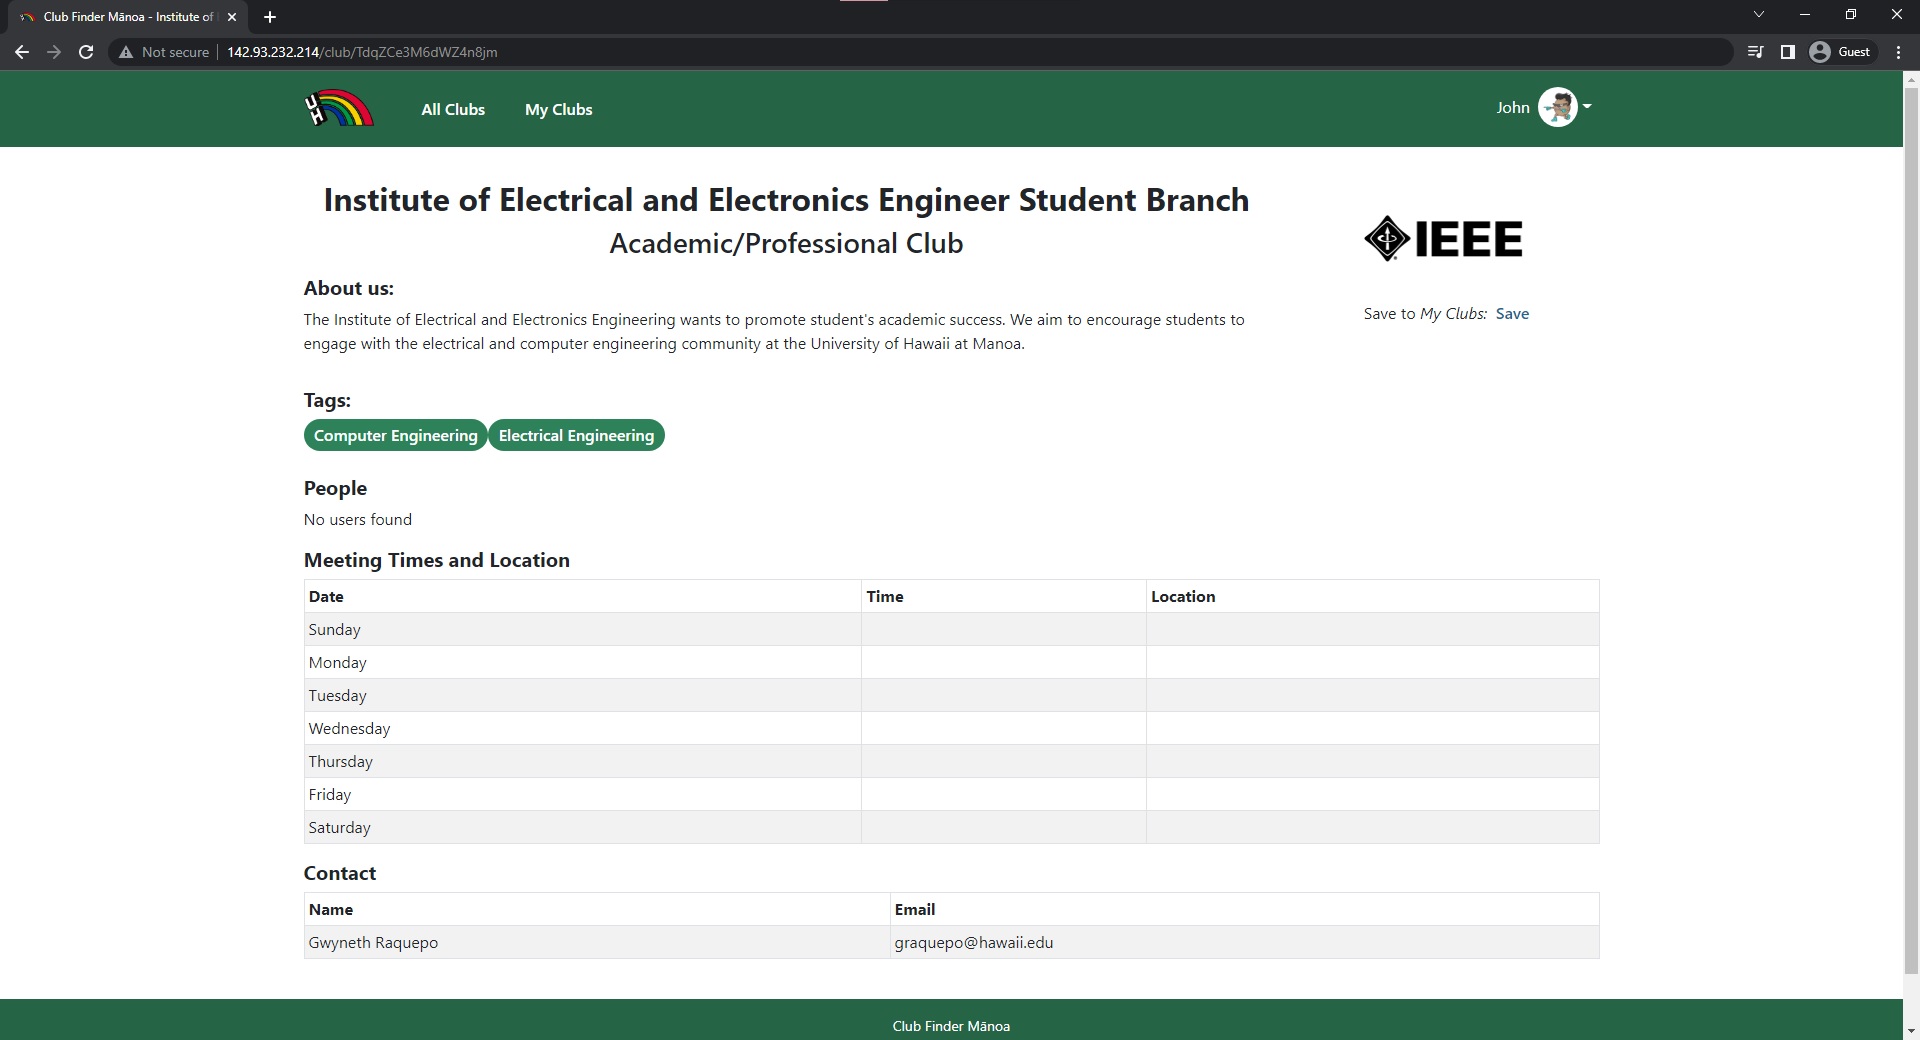 Club Finder Mānoa - Institute of
Not secure 142.93.232.214/club/TdqZCe3M6dWZ4n8jm
Guest
UH
All Clubs
My Clubs
John
Institute of Electrical and Electronics Engineer Student Branch
Academic/Professional Club
IEEE
About us:
The Institute of Electrical and Electronics Engineering wants to promote student's academic success. We aim to encourage students to
engage with the electrical and computer engineering community at the University of Hawaii at Manoa.
Save to My Clubs: Save
Tags:
Computer Engineering Electrical Engineering
People
No users found
Meeting Times and Location
Date Time Location
Sunday
Monday
Tuesday
Wednesday
Thursday
Friday
Saturday
Contact
Name Email
Gwyneth Raquepo graquepo@hawaii.edu
Club Finder Mānoa